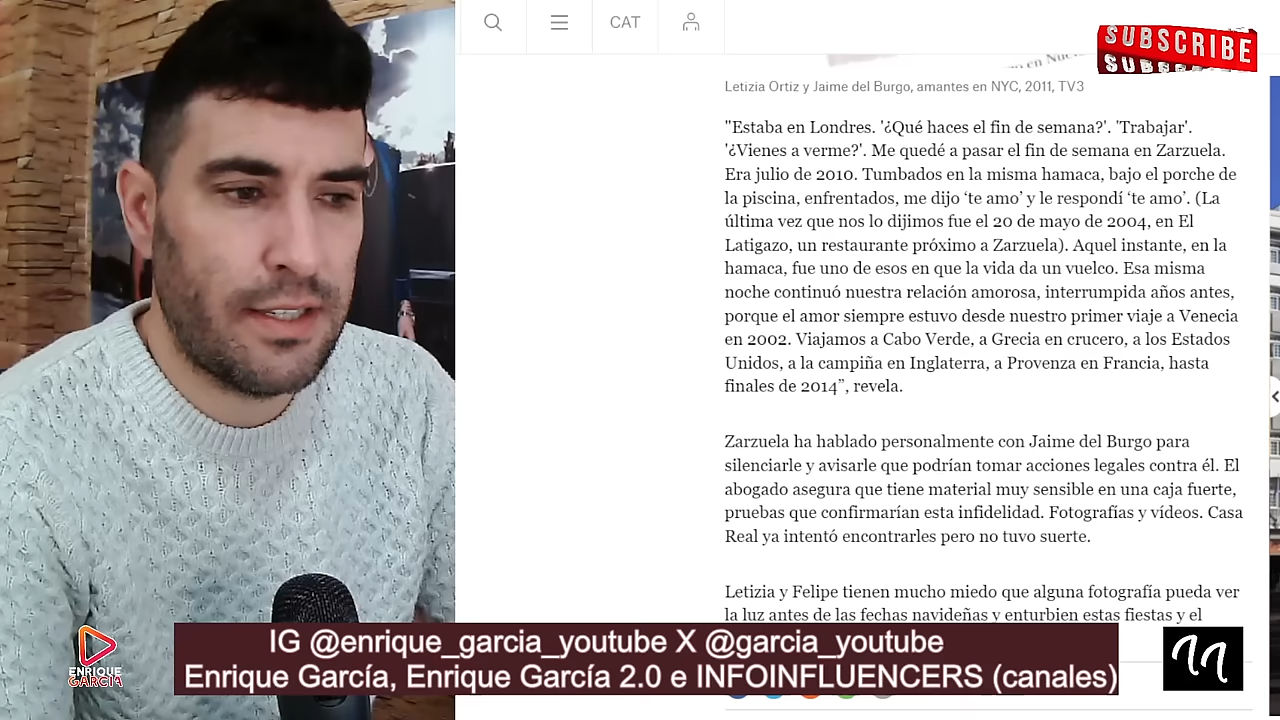 CAT
SUBSCRIBE
SUBS
Letizia Ortiz y Jaime del Burgo, amantes en NYC, 2011, TV3
"Estaba en Londres. '¿Qué haces el fin de semana?'. 'Trabajar'.
'¿Vienes a verme?'. Me quedé a pasar el fin de semana en Zarzuela.
Era julio de 2010. Tumbados en la misma hamaca, bajo el porche de
la piscina, enfrentados, me dijo ‘te amo’ y le respondí ‘te amo’. (La
última vez que nos lo dijimos fue el 20 de mayo de 2004, en El
Latigazo, un restaurante próximo a Zarzuela). Aquel instante, en la
hamaca, fue uno de esos en que la vida da un vuelco. Esa misma
noche continuó nuestra relación amorosa, interrumpida años antes,
porque el amor siempre estuvo desde nuestro primer viaje a Venecia
en 2002. Viajamos a Cabo Verde, a Grecia en crucero, a los Estados
Unidos, a la campiña en Inglaterra, a Provenza en Francia, hasta
finales de 2014”, revela.
Zarzuela ha hablado personalmente con Jaime del Burgo para
silenciarle y avisarle que podrían tomar acciones legales contra él. El
abogado asegura que tiene material muy sensible en una caja fuerte,
pruebas que confirmarían esta infidelidad. Fotografías y vídeos. Casa
Real ya intentó encontrarles pero no tuvo suerte.
Letizia y Felipe tienen mucho miedo que alguna fotografía pueda ver
la luz antes de las fechas navideñas y enturbien estas fiestas y el
IG @enrique_garcia_youtube X @garcia_youtube
Enrique García, Enrique García 2.0 e INFOINFLUENCERS (canales)
ENRIQUE
GARCÍA